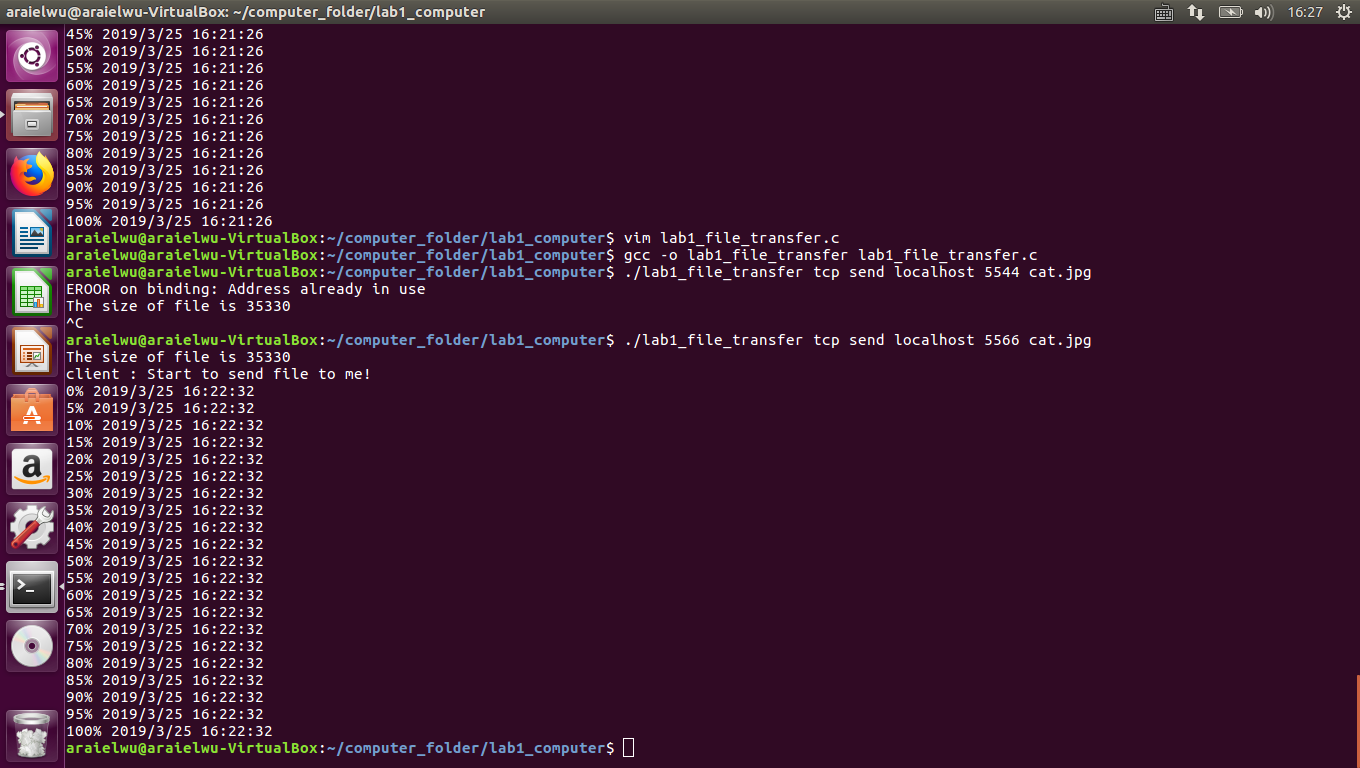 araielwu@araielwu-VirtualBox: ~/computer_folder/lab1_computer 16:27
45% 2019/3/25 16:21:26
50% 2019/3/25 16:21:26
55% 2019/3/25 16:21:26
60% 2019/3/25 16:21:26
65% 2019/3/25 16:21:26
70% 2019/3/25 16:21:26
75% 2019/3/25 16:21:26
80% 2019/3/25 16:21:26
85% 2019/3/25 16:21:26
90% 2019/3/25 16:21:26
95% 2019/3/25 16:21:26
100% 2019/3/25 16:21:26
araielwu@araielwu-VirtualBox:~/computer_folder/lab1_computer$ vim lab1_file_transfer.c
araielwu@araielwu-VirtualBox:~/computer_folder/lab1_computer$ gcc -o lab1_file_transfer lab1_file_transfer.c
araielwu@araielwu-VirtualBox:~/computer_folder/lab1_computer$ ./lab1_file_transfer tcp send localhost 5544 cat.jpg
EROOR on binding: Address already in use
The size of file is 35330
^C
araielwu@araielwu-VirtualBox:~/computer_folder/lab1_computer$ ./lab1_file_transfer tcp send localhost 5566 cat.jpg
The size of file is 35330
client : Start to send file to me!
0% 2019/3/25 16:22:32
5% 2019/3/25 16:22:32
10% 2019/3/25 16:22:32
15% 2019/3/25 16:22:32
20% 2019/3/25 16:22:32
25% 2019/3/25 16:22:32
30% 2019/3/25 16:22:32
35% 2019/3/25 16:22:32
40% 2019/3/25 16:22:32
45% 2019/3/25 16:22:32
50% 2019/3/25 16:22:32
55% 2019/3/25 16:22:32
60% 2019/3/25 16:22:32
65% 2019/3/25 16:22:32
70% 2019/3/25 16:22:32
75% 2019/3/25 16:22:32
80% 2019/3/25 16:22:32
85% 2019/3/25 16:22:32
90% 2019/3/25 16:22:32
95% 2019/3/25 16:22:32
100% 2019/3/25 16:22:32
araielwu@araielwu-VirtualBox:~/computer_folder/lab1_computer$